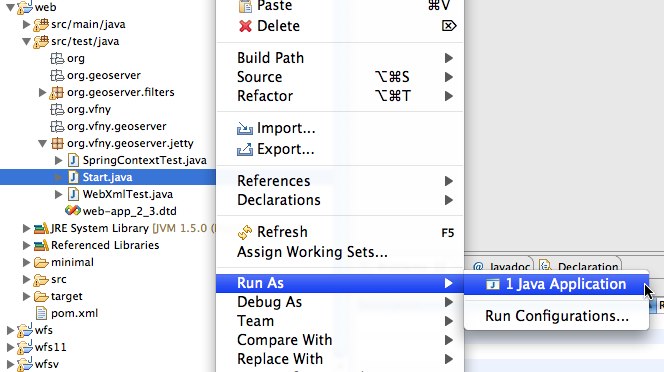 web
src/main/java
src/test/java
org
org.geoserver
org.geoserver.filters
org.vfny
org.vfny.geoserver
org.vfny.geoserver.jetty
SpringContextTest.java
Start.java
WebXmlTest.java
web-app_2_3.dtd
JRE System Library [JVM 1.5.0 (
Referenced Libraries
minimal
src
target
pom.xml
wfs
wfs11
wfsv
Paste ⌘V
Delete ⌦
Build Path
Source ⌥⌘S
Refactor ⌥⌘T
Import...
Export...
References
Declarations
Refresh F5
Assign Working Sets...
Run As
Debug As
Team
Compare With
Replace With
@ Javadoc Declaration
1 Java Application
Run Configurations...